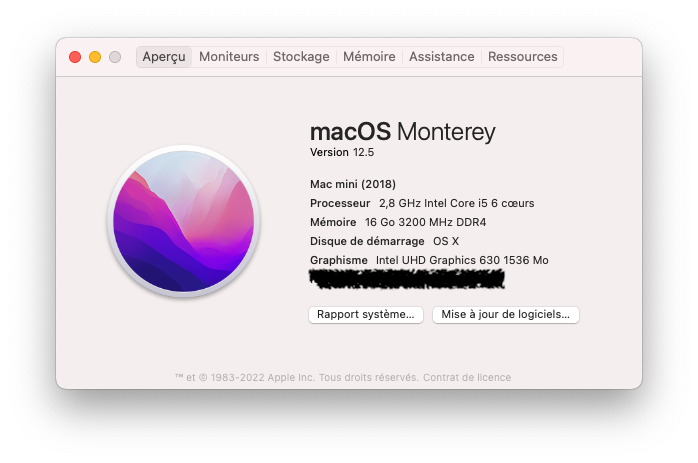 Aperçu Moniteurs Stockage Mémoire Assistance Ressources
macOS Monterey
Version 12.5
Mac mini (2018)
Processeur 2,8 GHz Intel Core i5 6 cœurs
Mémoire 16 Go 3200 MHz DDR4
Disque de démarrage OS X
Graphisme Intel UHD Graphics 630 1536 Mo
Rapport système... Mise à jour de logiciels...
™ et © 1983-2022 Apple Inc. Tous droits réservés. Contrat de licence